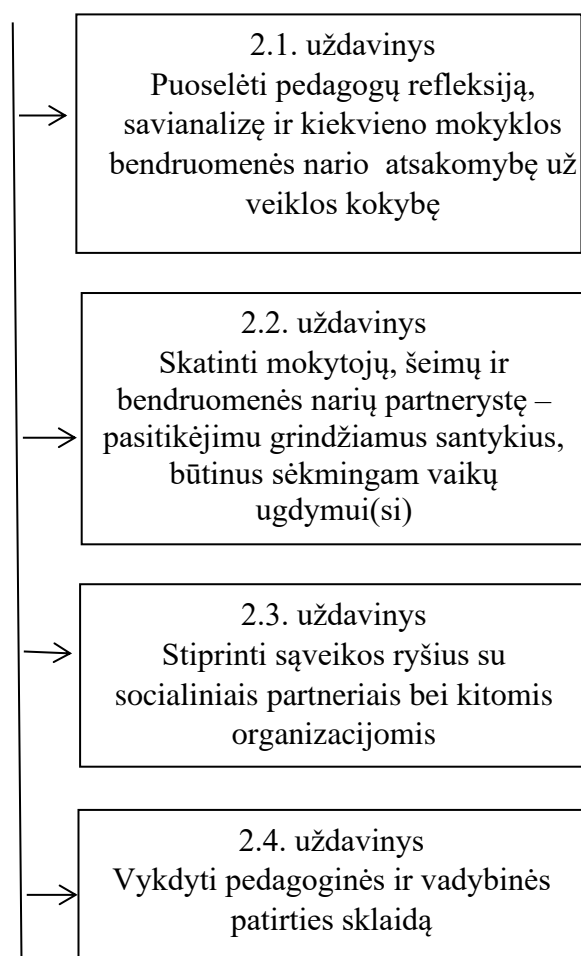 2.1. uždavinys
Puoselėti pedagogų refleksiją,
savianalizę ir kiekvieno mokyklos
bendruomenės nario atsakomybę už
veiklos kokybę
2.2. uždavinys
Skatinti mokytojų, šeimų ir
bendruomenės narių partnerystę –
pasitikėjimu grindžiamus santykius,
būtinus sėkmingam vaikų
ugdymui(si)
2.3. uždavinys
Stiprinti sąveikos ryšius su
socialiniais partneriais bei kitomis
organizacijomis
2.4. uždavinys
Vykdyti pedagoginės ir vadybinės
patirties sklaidą